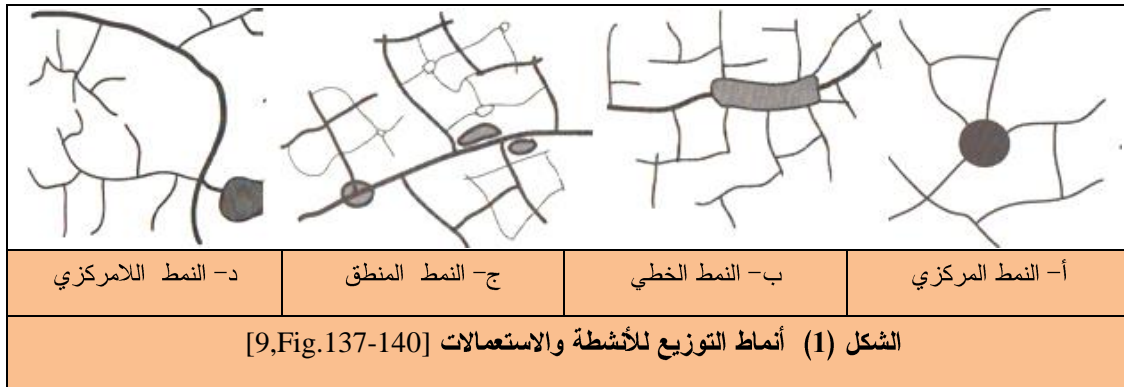 أ- النمط المركزي
ب- النمط الخطي
ج- النمط المنطق
د- النمط اللامركزي
الشكل (1) أنماط التوزيع للأنشطة والاستعمالات [9,Fig.137-140]